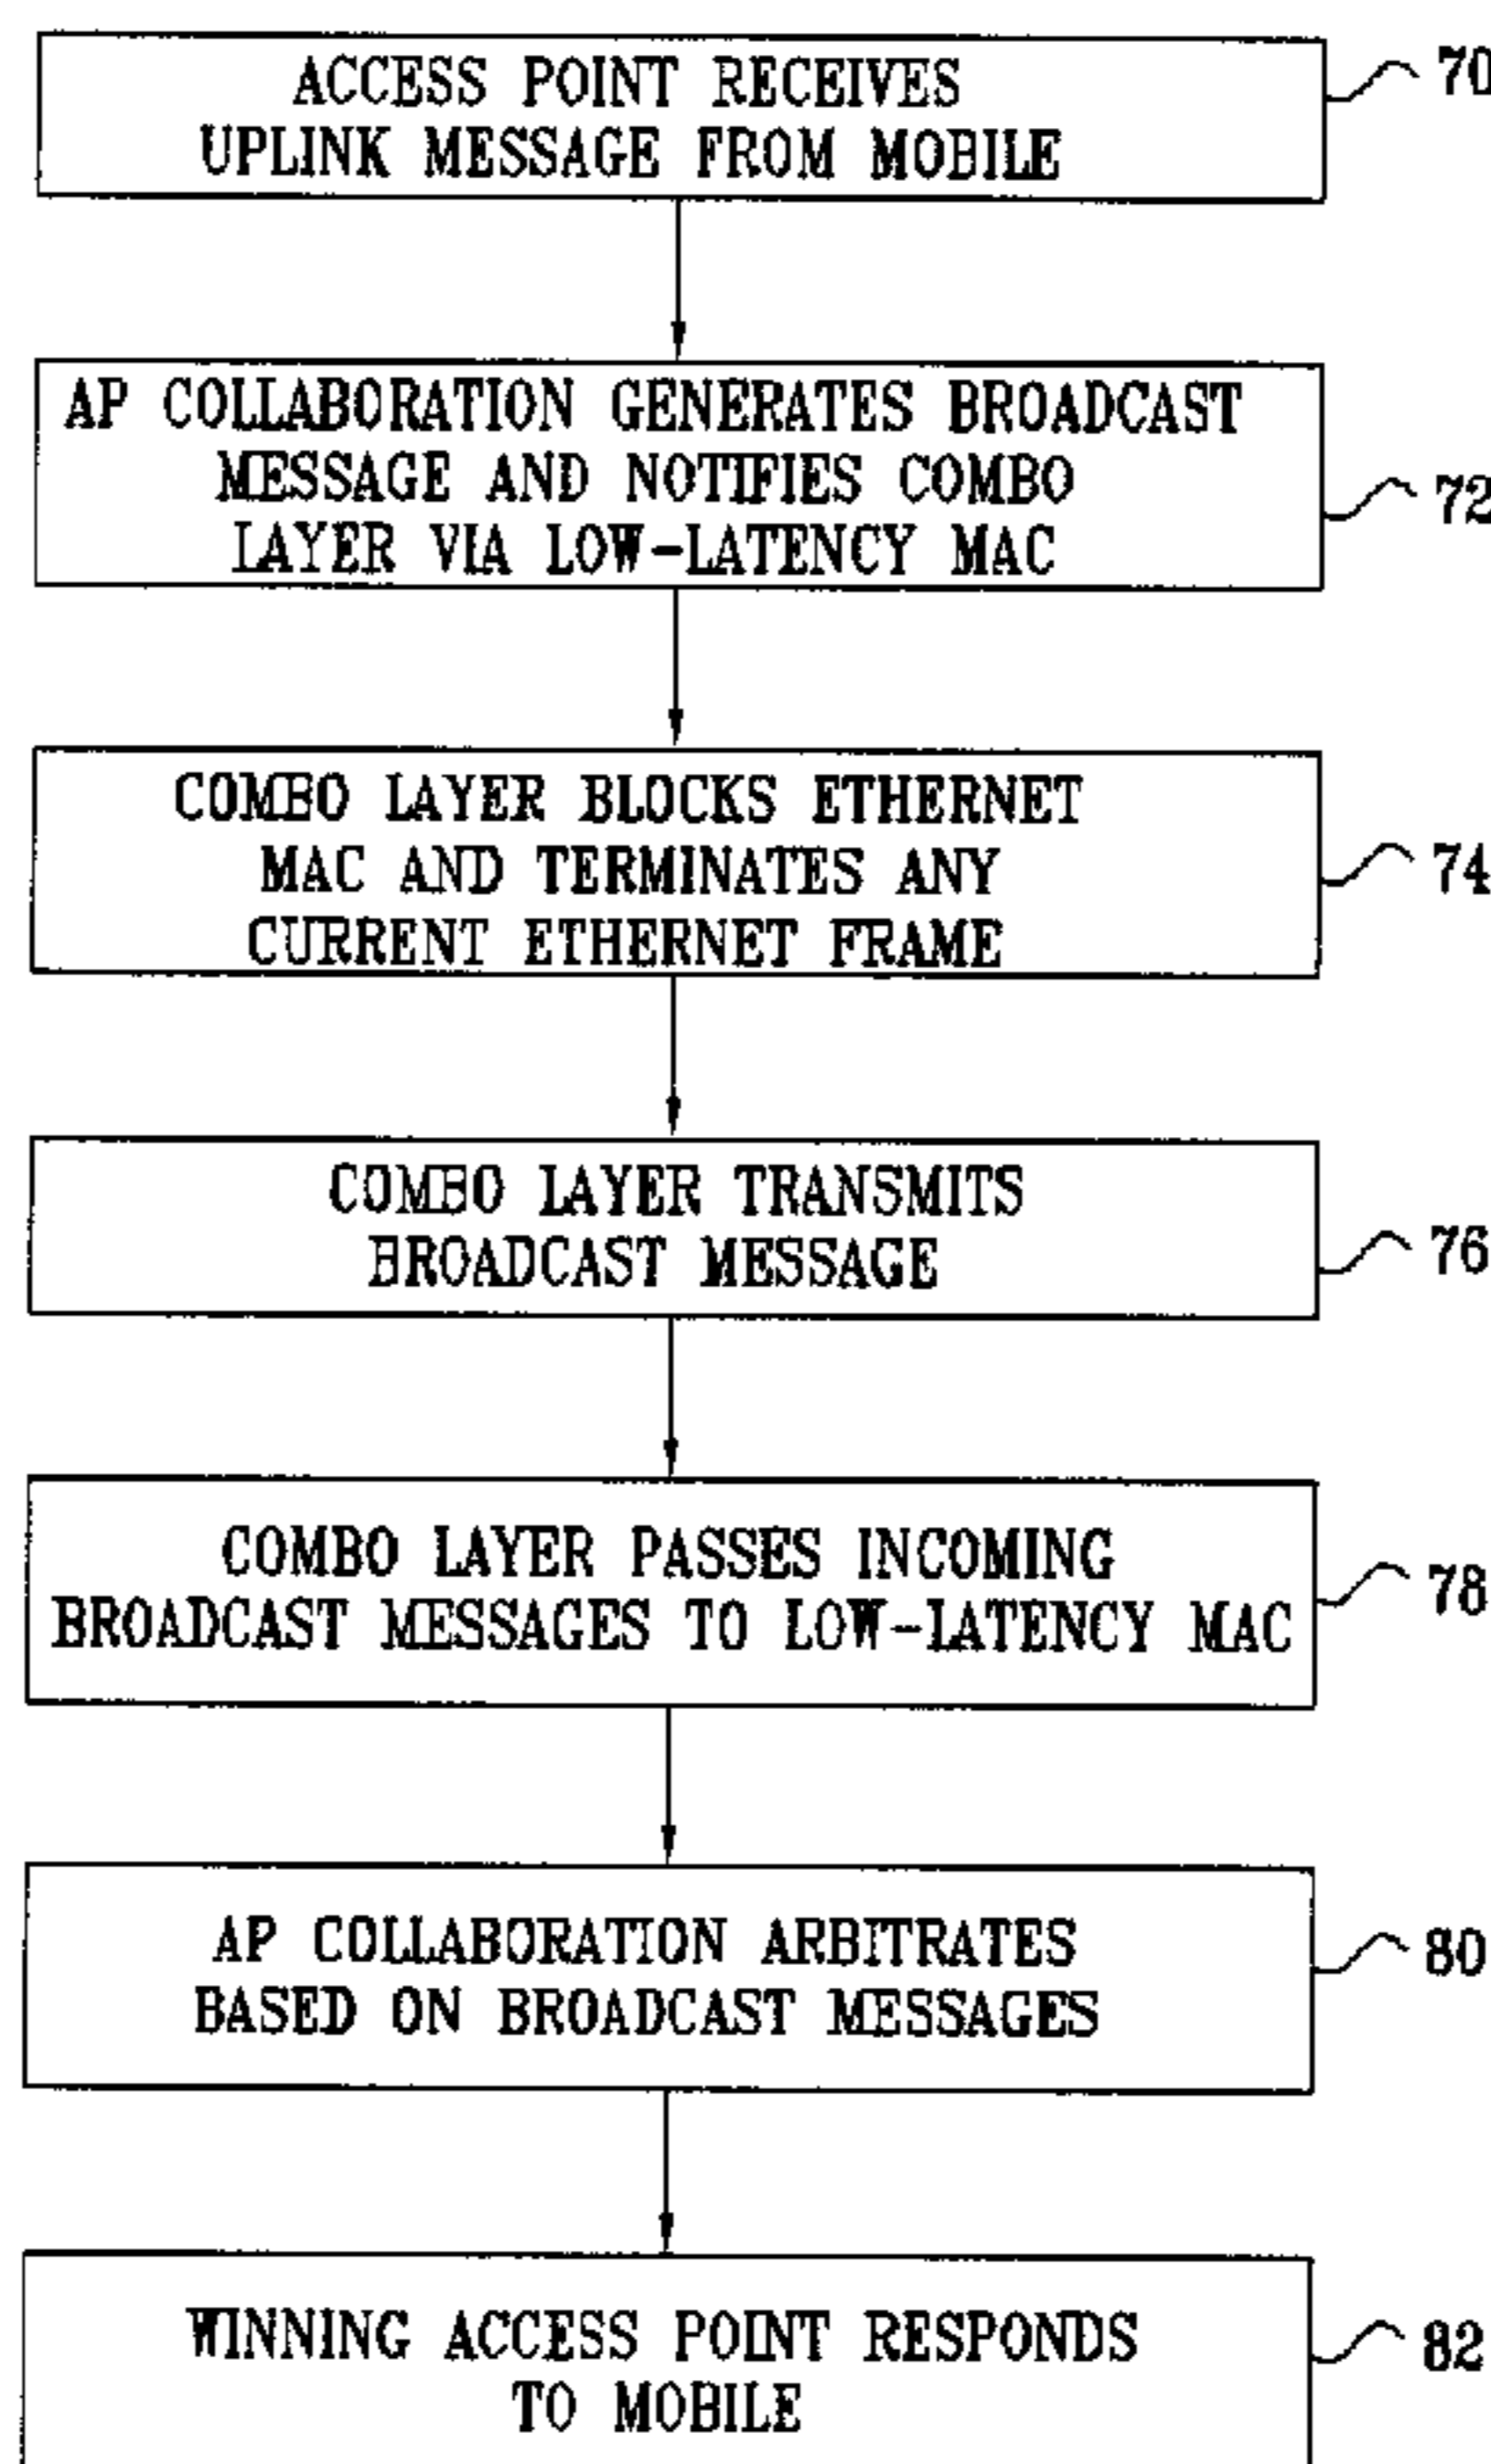 ACCESS POINT RECEIVES
UPLINK MESSAGE FROM MOBILE
70
AP COLLABORATION GENERATES BROADCAST
MESSAGE AND NOTIFIES COMBO
LAYER VIA LOW-LATENCY MAC
72
COMBO LAYER BLOCKS ETHERNET
MAC AND TERMINATES ANY
CURRENT ETHERNET FRAME
74
COMBO LAYER TRANSMITS
BROADCAST MESSAGE
76
COMBO LAYER PASSES INCOMING
BROADCAST MESSAGES TO LOW-LATENCY MAC
78
AP COLLABORATION ARBITRATES
BASED ON BROADCAST MESSAGES
80
WINNING ACCESS POINT RESPONDS
TO MOBILE
82